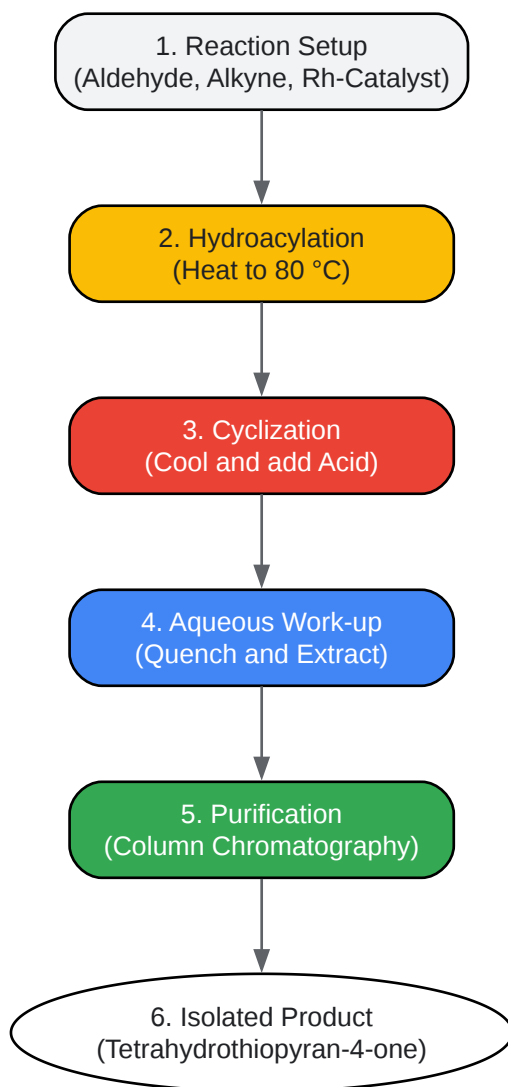 1. Reaction Setup
(Aldehyde, Alkyne, Rh-Catalyst)
2. Hydroacylation
(Heat to 80 °C)
3. Cyclization
(Cool and add Acid)
4. Aqueous Work-up
(Quench and Extract)
5. Purification
(Column Chromatography)
6. Isolated Product
(Tetrahydrothiopyran-4-one)